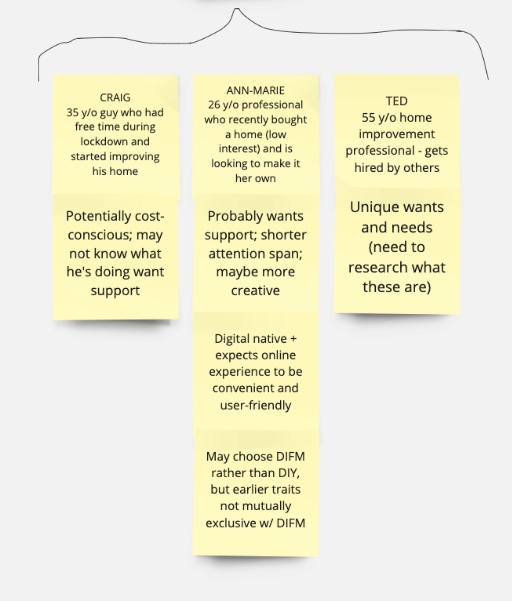 CRAIG
35 y/o guy who had
free time during
lockdown and
started improving
his home
Potentially cost-
conscious; may
not know what
he's doing want
support
ANN-MARIE
26 y/o professional
who recently bought
a home (low
interest) and is
looking to make it
her own
Probably wants
support; shorter
attention span;
maybe more
creative
Digital native +
expects online
experience to be
convenient and
user-friendly
May choose DIFM
rather than DIY,
but earlier traits
not mutually
exclusive w/ DIFM
TED
55 y/o home
improvement
professional - gets
hired by others
Unique wants
and needs
(need to
research what
these are)